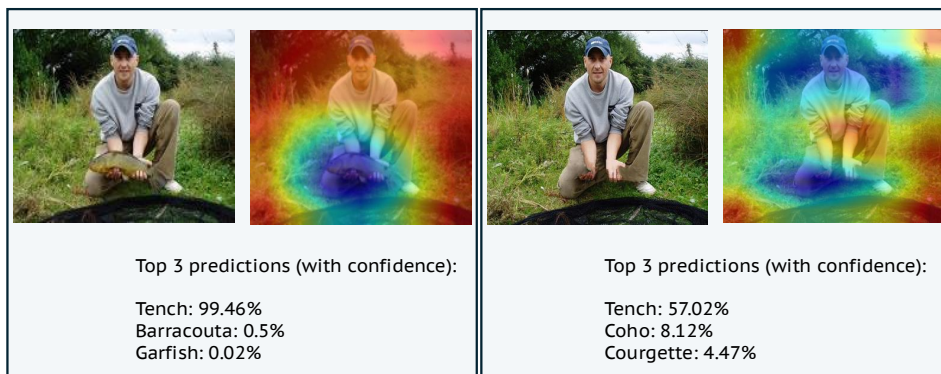 Top 3 predictions (with confidence):
Tench: 99.46%
Barracouta: 0.5%
Garfish: 0.02%
Top 3 predictions (with confidence):
Tench: 57.02%
Coho: 8.12%
Courgette: 4.47%